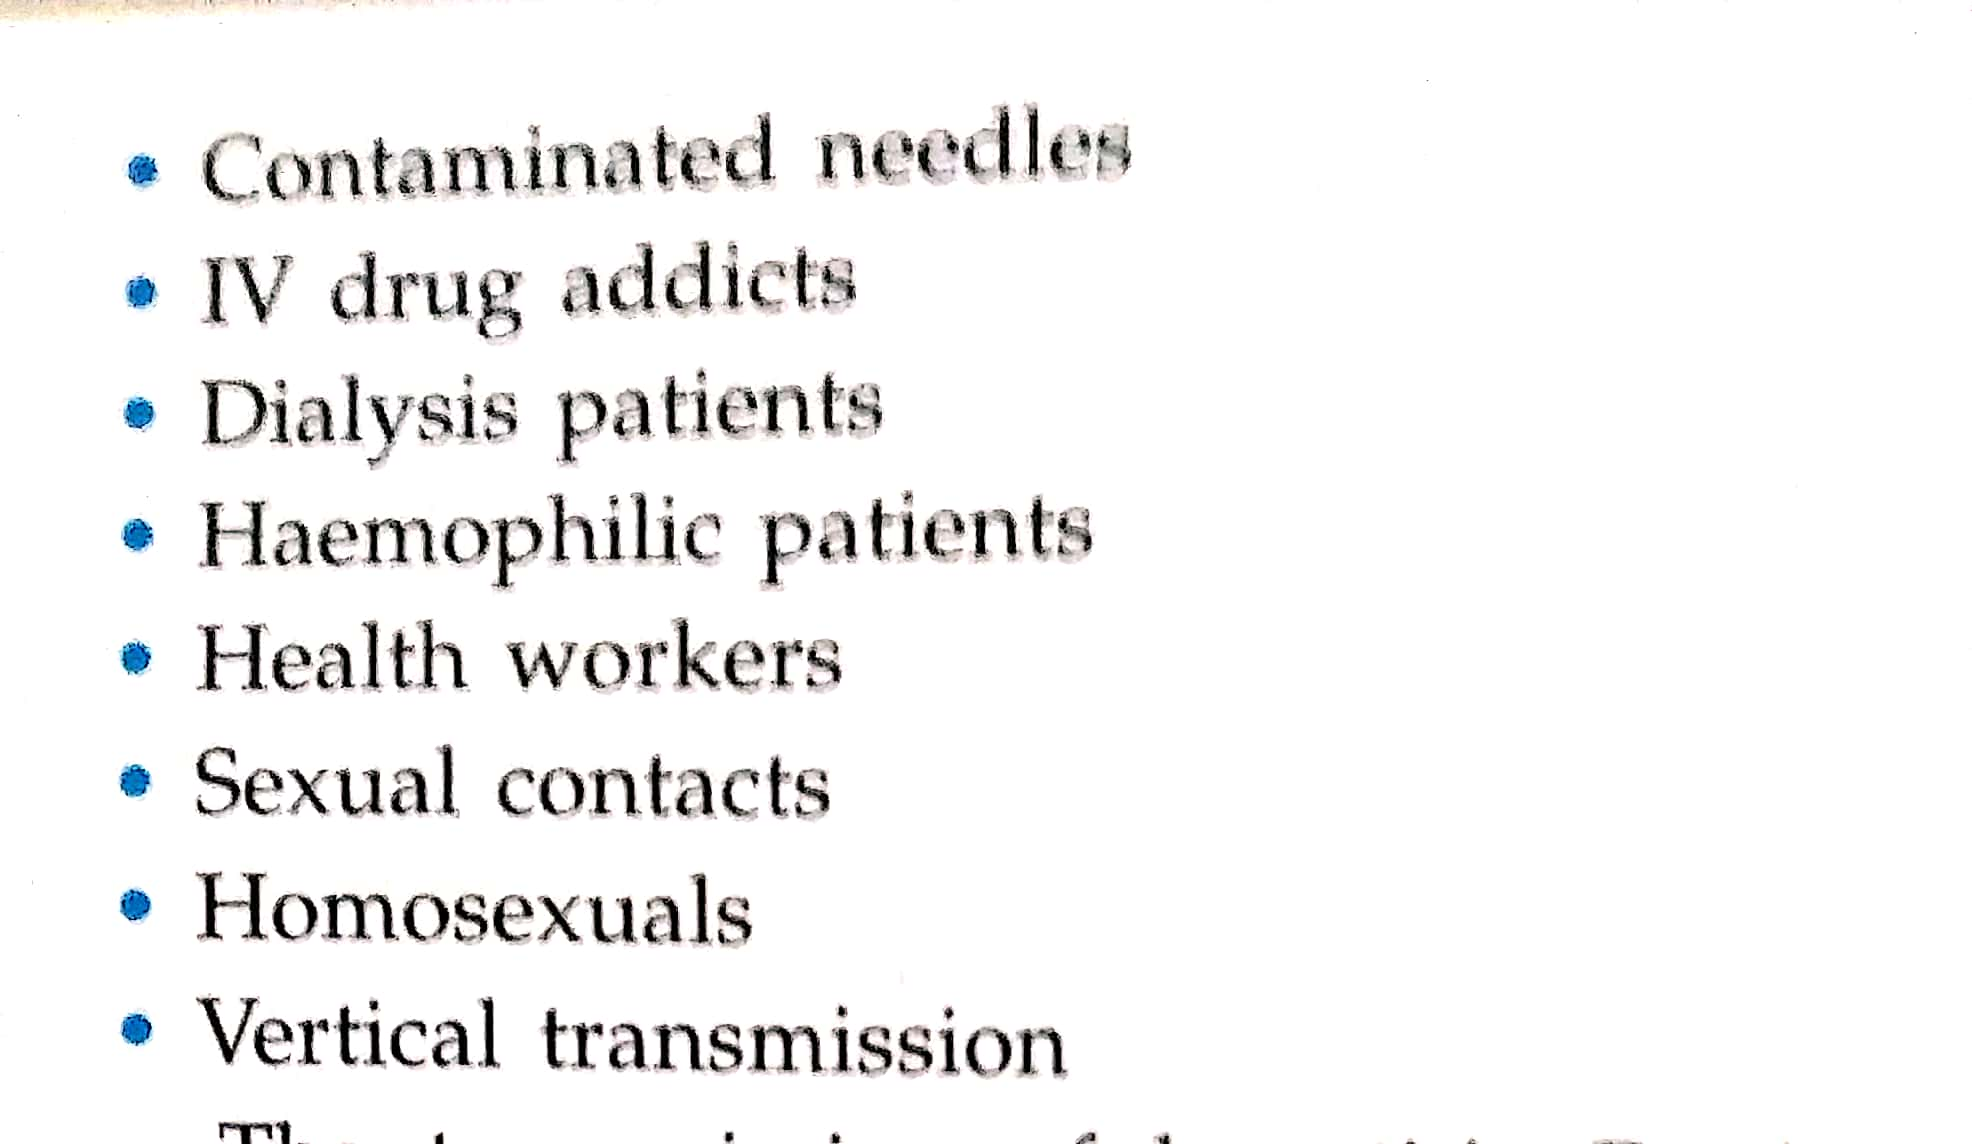 • Contaminated needles
• IV drug addicts
• Dialysis patients
• Haemophilic patients
• Health workers
• Sexual contacts
• Homosexuals
• Vertical transmission